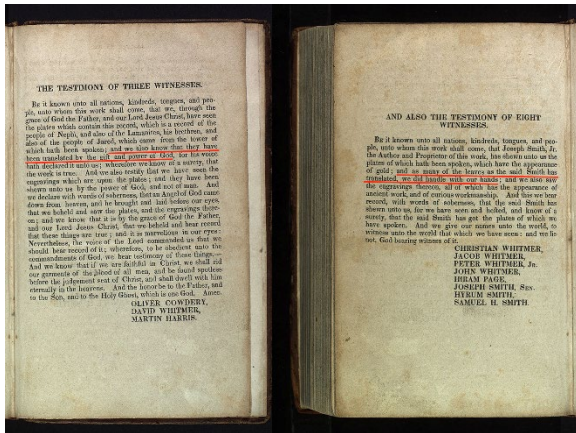 THE TESTIMONY OF THREE WITNESSES.
Be it known unto all nations, kindreds, tongues, and peo-
ple, unto whom this work shall come, that we, through the
grace of God the Father, and our Lord Jesus Christ, have seen
the plates which contain this record, which is a record of the
people of Nephi, and also of the Lamanites, his brethren, and
also of the people of Jared, which came from the tower of
which hath been spoken; and we also know that they have
been translated by the gift and power of God, for his voice
hath declared it unto us; wherefore we know of a surety, that
the work is true. And we also testify that we have seen the
engravings which are upon the plates; and they have been
shewn unto us by the power of God, and not of man. And
we declare with words of soberness, that an Angel of God came
down from heaven, and he brought and laid before our eyes,
that we beheld and saw the plates, and the engravings there-
on; and we know that it is by the grace of God the Father,
and our Lord Jesus Christ, that we beheld and bear record
that these things are true; and it is marvellous in our eyes:
Nevertheless, the voice of the Lord commanded us that we
should bear record of it; wherefore, to be obedient unto the
commandments of God, we bear testimony of these things.—
And we know that if we are faithful in Christ, we shall rid
our garments of the blood of all men, and be found spotless
before the judgement seat of Christ, and shall dwell with him
eternally in the heavens. And the honor be to the Father, and
to the Son, and to the Holy Ghost, which is one God. Amen.
OLIVER COWDERY,
DAVID WHITMER,
MARTIN HARRIS.
AND ALSO THE TESTIMONY OF EIGHT
WITNESSES.
Be it known unto all nations, kindreds, tongues, and peo-
ple, unto whom this work shall come, that Joseph Smith, Jr.
the Author and Proprietor of this work, has shewn unto us the
plates of which hath been spoken, which have the appearance
of gold; and as many of the leaves as the said Smith has
translated, we did handle with our hands; and we also saw
the engravings thereon, all of which has the appearance of
ancient work, and of curious workmanship. And this we bear
record, with words of soberness, that the said Smith has
shewn unto us, for we have seen and hefted, and know of a
surety, that the said Smith has got the plates of which we
have spoken. And we give our names unto the world, to
witness unto the world that which we have seen: and we lie
not, God bearing witness of it.
CHRISTIAN WHITMER,
JACOB WHITMER,
PETER WHITMER, Jr.
JOHN WHITMER,
HIRAM PAGE,
JOSEPH SMITH, Sen.
HYRUM SMITH,
SAMUEL H. SMITH.